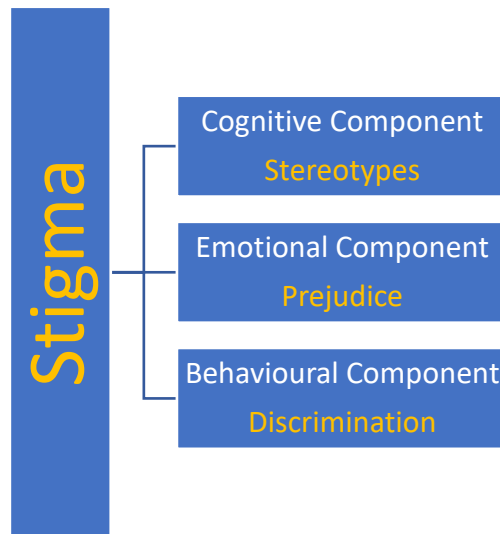 Stigma
Cognitive Component
Stereotypes
Emotional Component
Prejudice
Behavioural Component
Discrimination